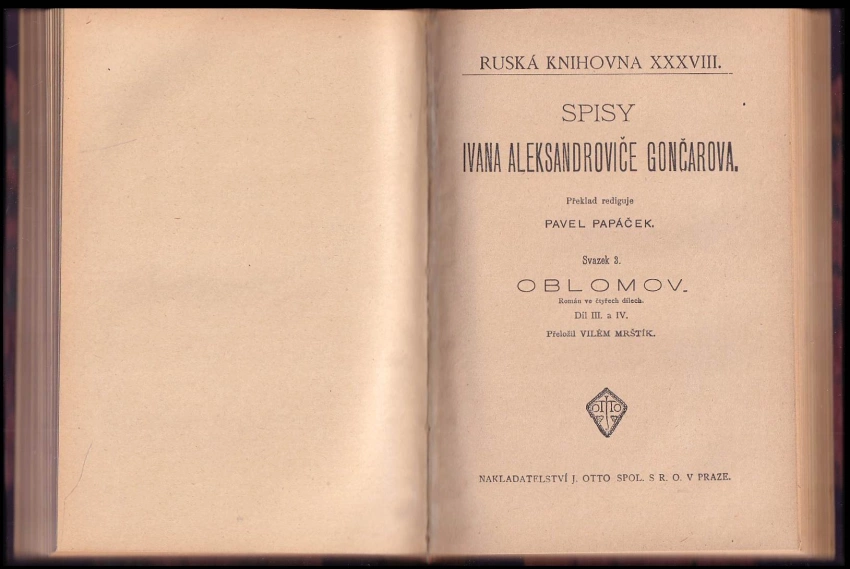 RUSKÁ KNIHOVNA XXXVIII.
SPISY
IVANA ALEKSANDROVIČE GONČAROVA.
Překlad rediguje
PAVEL PAPÁČEK.
Svazek 3.
OBLOMOV.
Román ve čtyřech dílech.
Díl III. a IV.
Přeložil VILÉM MRŠTÍK.
OTTO
NAKLADATELSTVÍ J. OTTO SPOL. S R. O. V PRAZE.